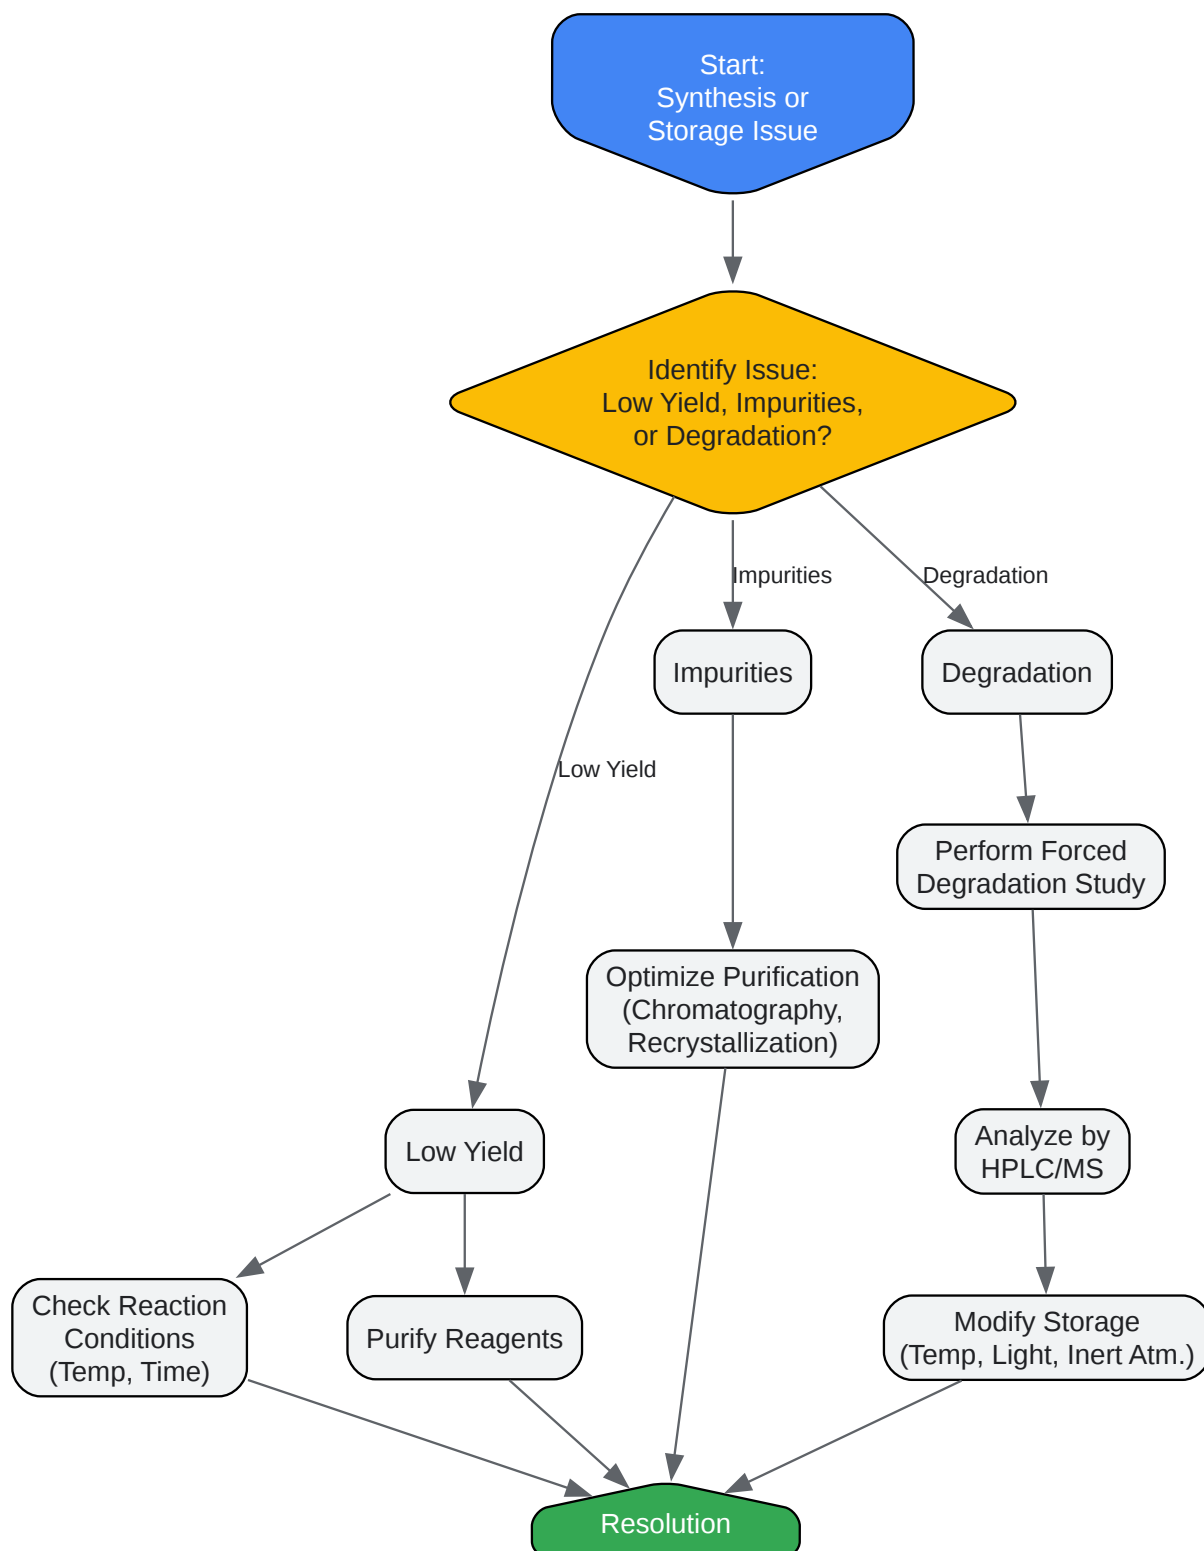 Start:
Synthesis or
Storage Issue
Identify Issue:
Low Yield, Impurities,
or Degradation?
Impurities
Degradation
Impurities
Degradation
Low Yield
Perform Forced
Degradation Study
Optimize Purification
(Chromatography,
Recrystallization)
Low Yield
Analyze by
HPLC/MS
Check Reaction
Conditions
(Temp, Time)
Purify Reagents
Modify Storage
(Temp, Light, Inert Atm.)
Resolution